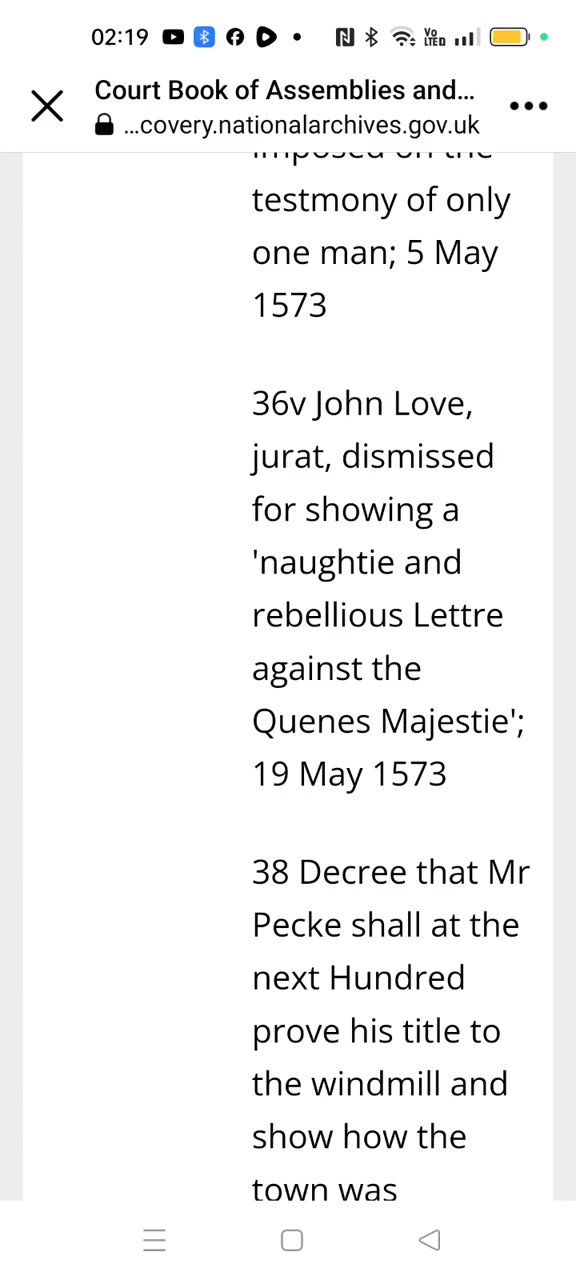 02:19
Court Book of Assemblies and...
...covery.nationalarchives.gov.uk
imposed on the
testmony of only
one man; 5 May
1573
36v John Love,
jurat, dismissed
for showing a
'naughtie and
rebellious Lettre
against the
Quenes Majestie';
19 May 1573
38 Decree that Mr
Pecke shall at the
next Hundred
prove his title to
the windmill and
show how the
town was